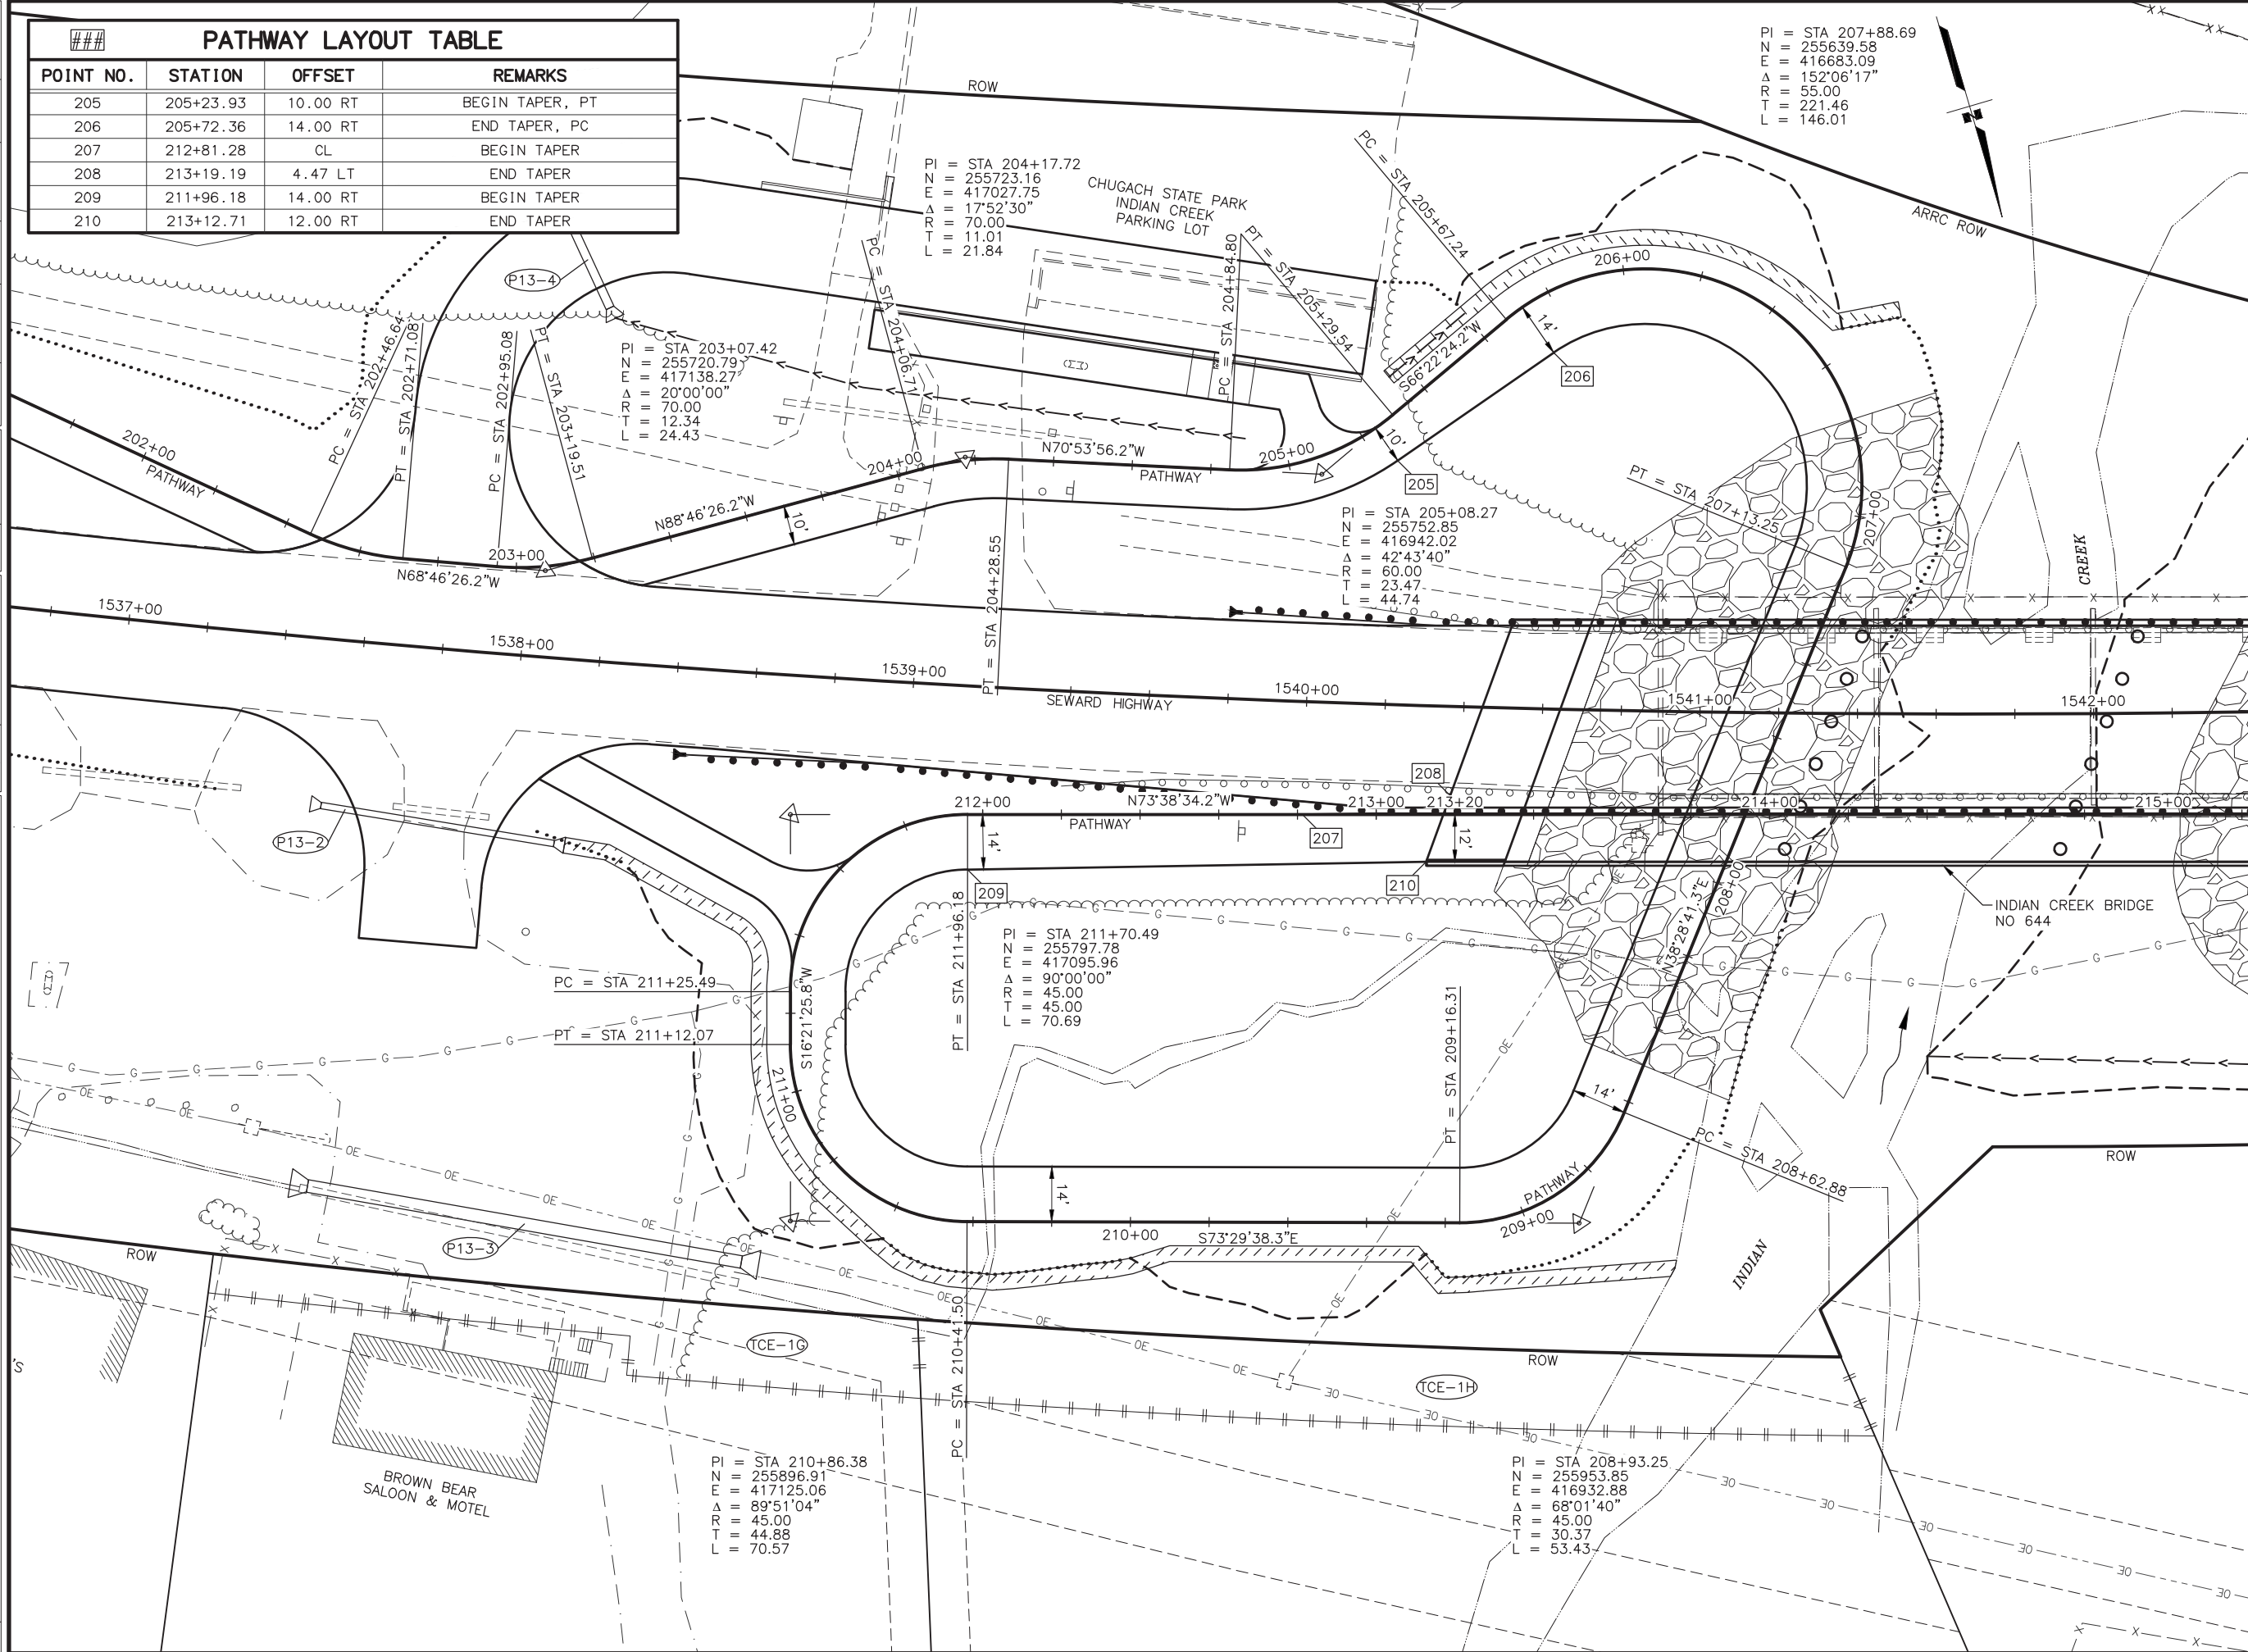 ### PATHWAY LAYOUT TABLE
POINT NO. STATION OFFSET REMARKS
205 205+23.93 10.00 RT BEGIN TAPER, PT
206 205+72.36 14.00 RT END TAPER, PC
207 212+81.28 CL BEGIN TAPER
208 213+19.19 4.47 LT END TAPER
209 211+96.18 14.00 RT BEGIN TAPER
210 213+12.71 12.00 RT END TAPER
ROW
PI = STA 207+88.69
N = 255639.58
E = 416683.09
Δ = 152°06'17"
R = 55.00
T = 221.46
L = 146.01
ARRC ROW
PI = STA 204+17.72
N = 255723.16
E = 417027.75
Δ = 17°52'30"
R = 70.00
T = 11.01
L = 21.84
CHUGACH STATE PARK
INDIAN CREEK
PARKING LOT
PC = STA 205+67.24
PT = STA 205+29.54
PC = STA 204+84.80
PC = STA 204+06.71
206+00
P13-4
PI = STA 203+07.42
N = 255720.79
E = 417138.27
Δ = 20°00'00"
R = 70.00
T = 12.34
L = 24.43
PC = STA 202+46.64
PT = STA 202+71.08
PC = STA 202+95.08
PT = STA 203+19.51
S66°22'24.2"W
14'
206
10'
205
202+00
PATHWAY
204+00
N70°53'56.2"W
PATHWAY
205+00
N88°46'26.2"W
10'
203+00
N68°46'26.2"W
PT = STA 204+28.55
PI = STA 205+08.27
N = 255752.85
E = 416942.02
Δ = 42°43'40"
R = 60.00
T = 23.47
L = 44.74
PT = STA 207+13.25
207+00
CREEK
1537+00
1538+00
1539+00
1540+00
1541+00
1542+00
SEWARD HIGHWAY
208
212+00
N73°38'34.2"W
213+00
213+20
214+00
215+00
PATHWAY
207
14'
12'
209
210
P13-2
208+00
N38°28'41.3"E
INDIAN CREEK BRIDGE
NO 644
PC = STA 211+25.49
PT = STA 211+12.07
S16°21'25.8"W
211+00
PT = STA 211+96.18
PI = STA 211+70.49
N = 255797.78
E = 417095.96
Δ = 90°00'00"
R = 45.00
T = 45.00
L = 70.69
PT = STA 209+16.31
14'
PC = STA 208+62.88
ROW
PATHWAY
209+00
14'
210+00
S73°29'38.3"E
INDIAN
ROW
P13-3
PC = STA 210+41.50
TCE-1G
TCE-1H
ROW
'S
BROWN BEAR
SALOON & MOTEL
PI = STA 210+86.38
N = 255896.91
E = 417125.06
Δ = 89°51'04"
R = 45.00
T = 44.88
L = 70.57
PI = STA 208+93.25
N = 255953.85
E = 416932.88
Δ = 68°01'40"
R = 45.00
T = 30.37
L = 53.43